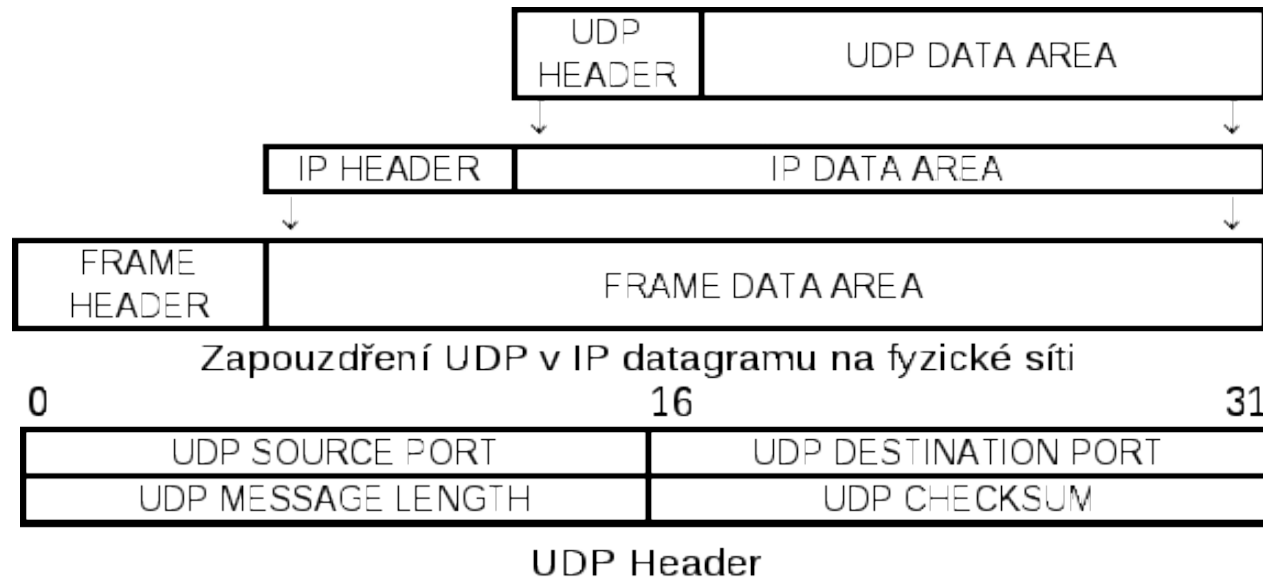 UDP
HEADER
UDP DATA AREA
IP HEADER
IP DATA AREA
FRAME
HEADER
FRAME DATA AREA
Zapouzdření UDP v IP datagramu na fyzické síti
0 16 31
UDP SOURCE PORT
UDP DESTINATION PORT
UDP MESSAGE LENGTH
UDP CHECKSUM
UDP Header